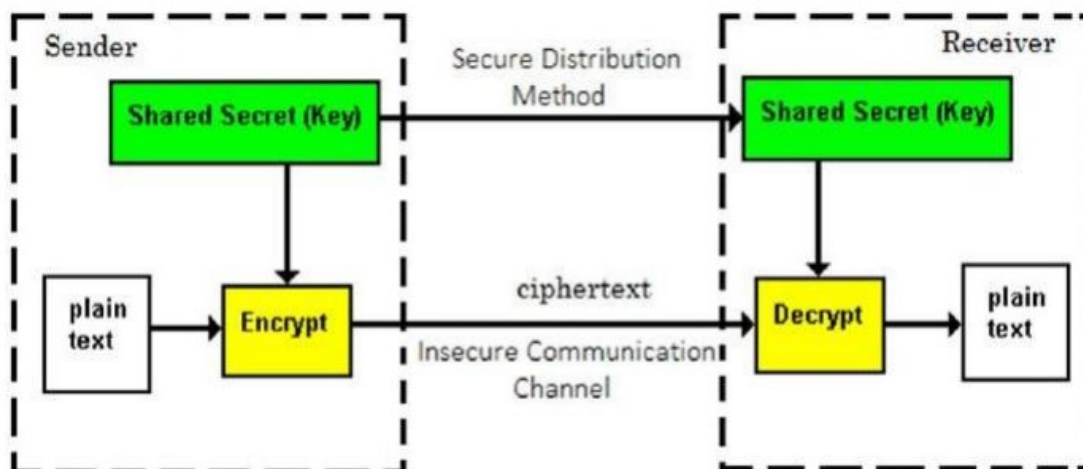 Sender
Receiver
Secure Distribution
Method
Shared Secret (Key)
Shared Secret (Key)
plain
text
Encrypt
ciphertext
Insecure Communication
Channel
Decrypt
plain
text